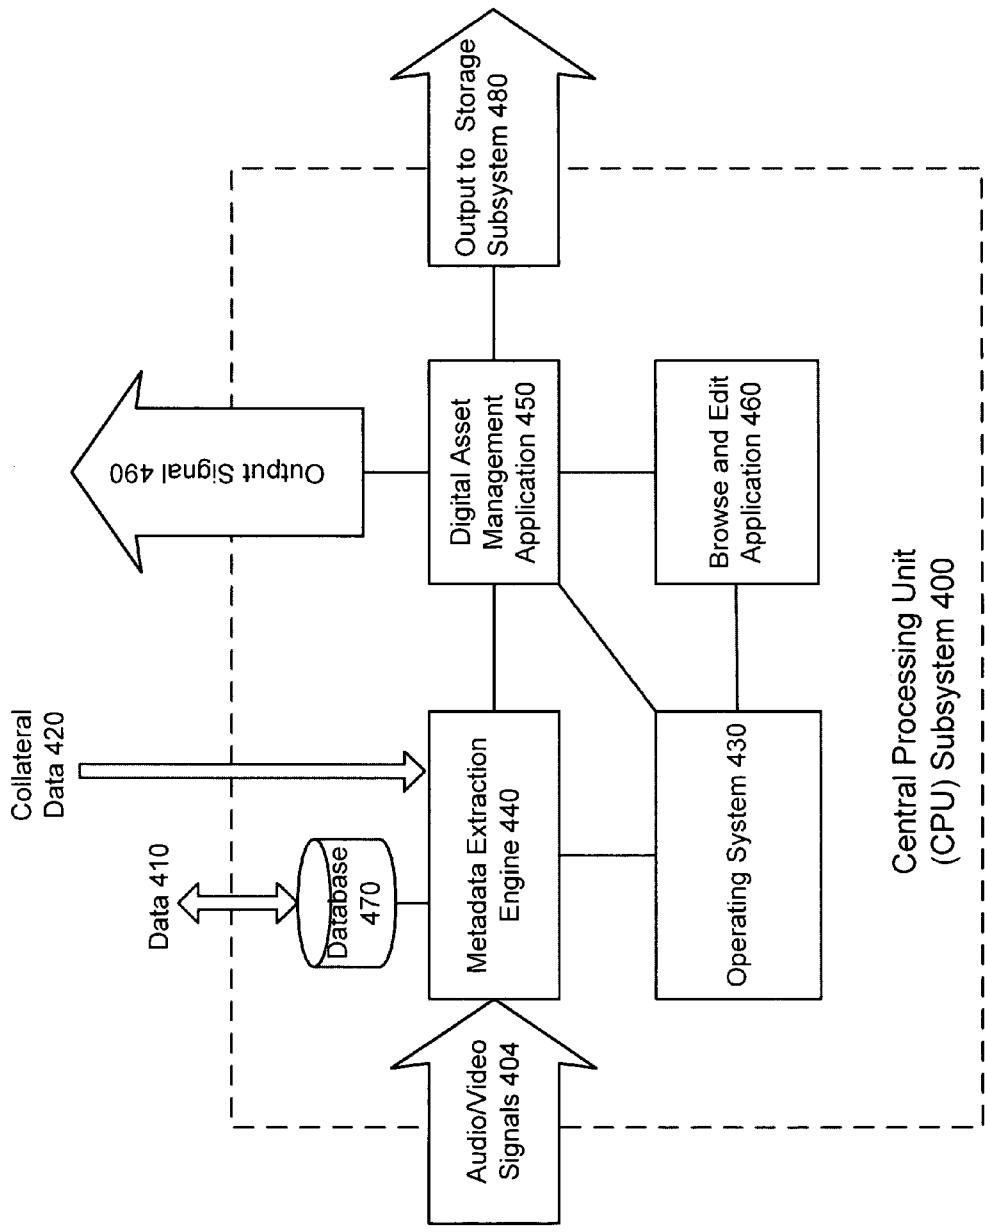 Collateral
Data 420
Data 410
Database
470
Output Signal 490
Audio/Video
Signals 404
Metadata Extraction
Engine 440
Digital Asset
Management
Application 450
Output to Storage
Subsystem 480
Operating System 430
Browse and Edit
Application 460
Central Processing Unit
(CPU) Subsystem 400